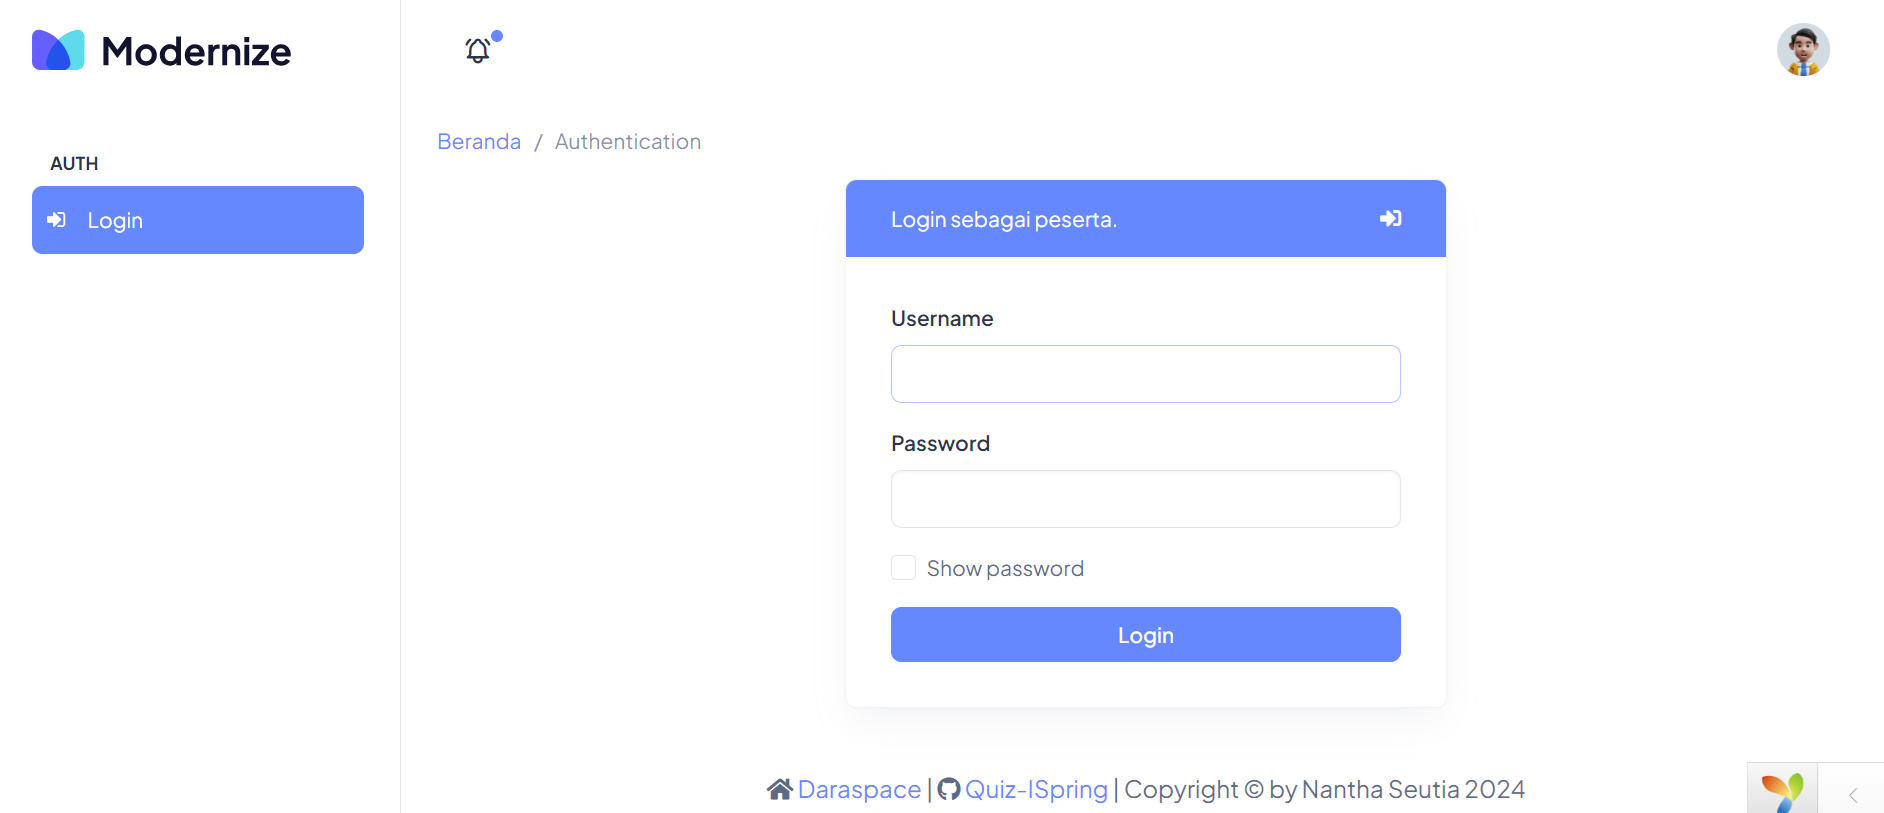 Modernize
AUTH
Login
Beranda / Authentication
Login sebagai peserta.
Username
Password
Show password
Login
Daraspace | Quiz-ISpring | Copyright © by Nantha Seutia 2024